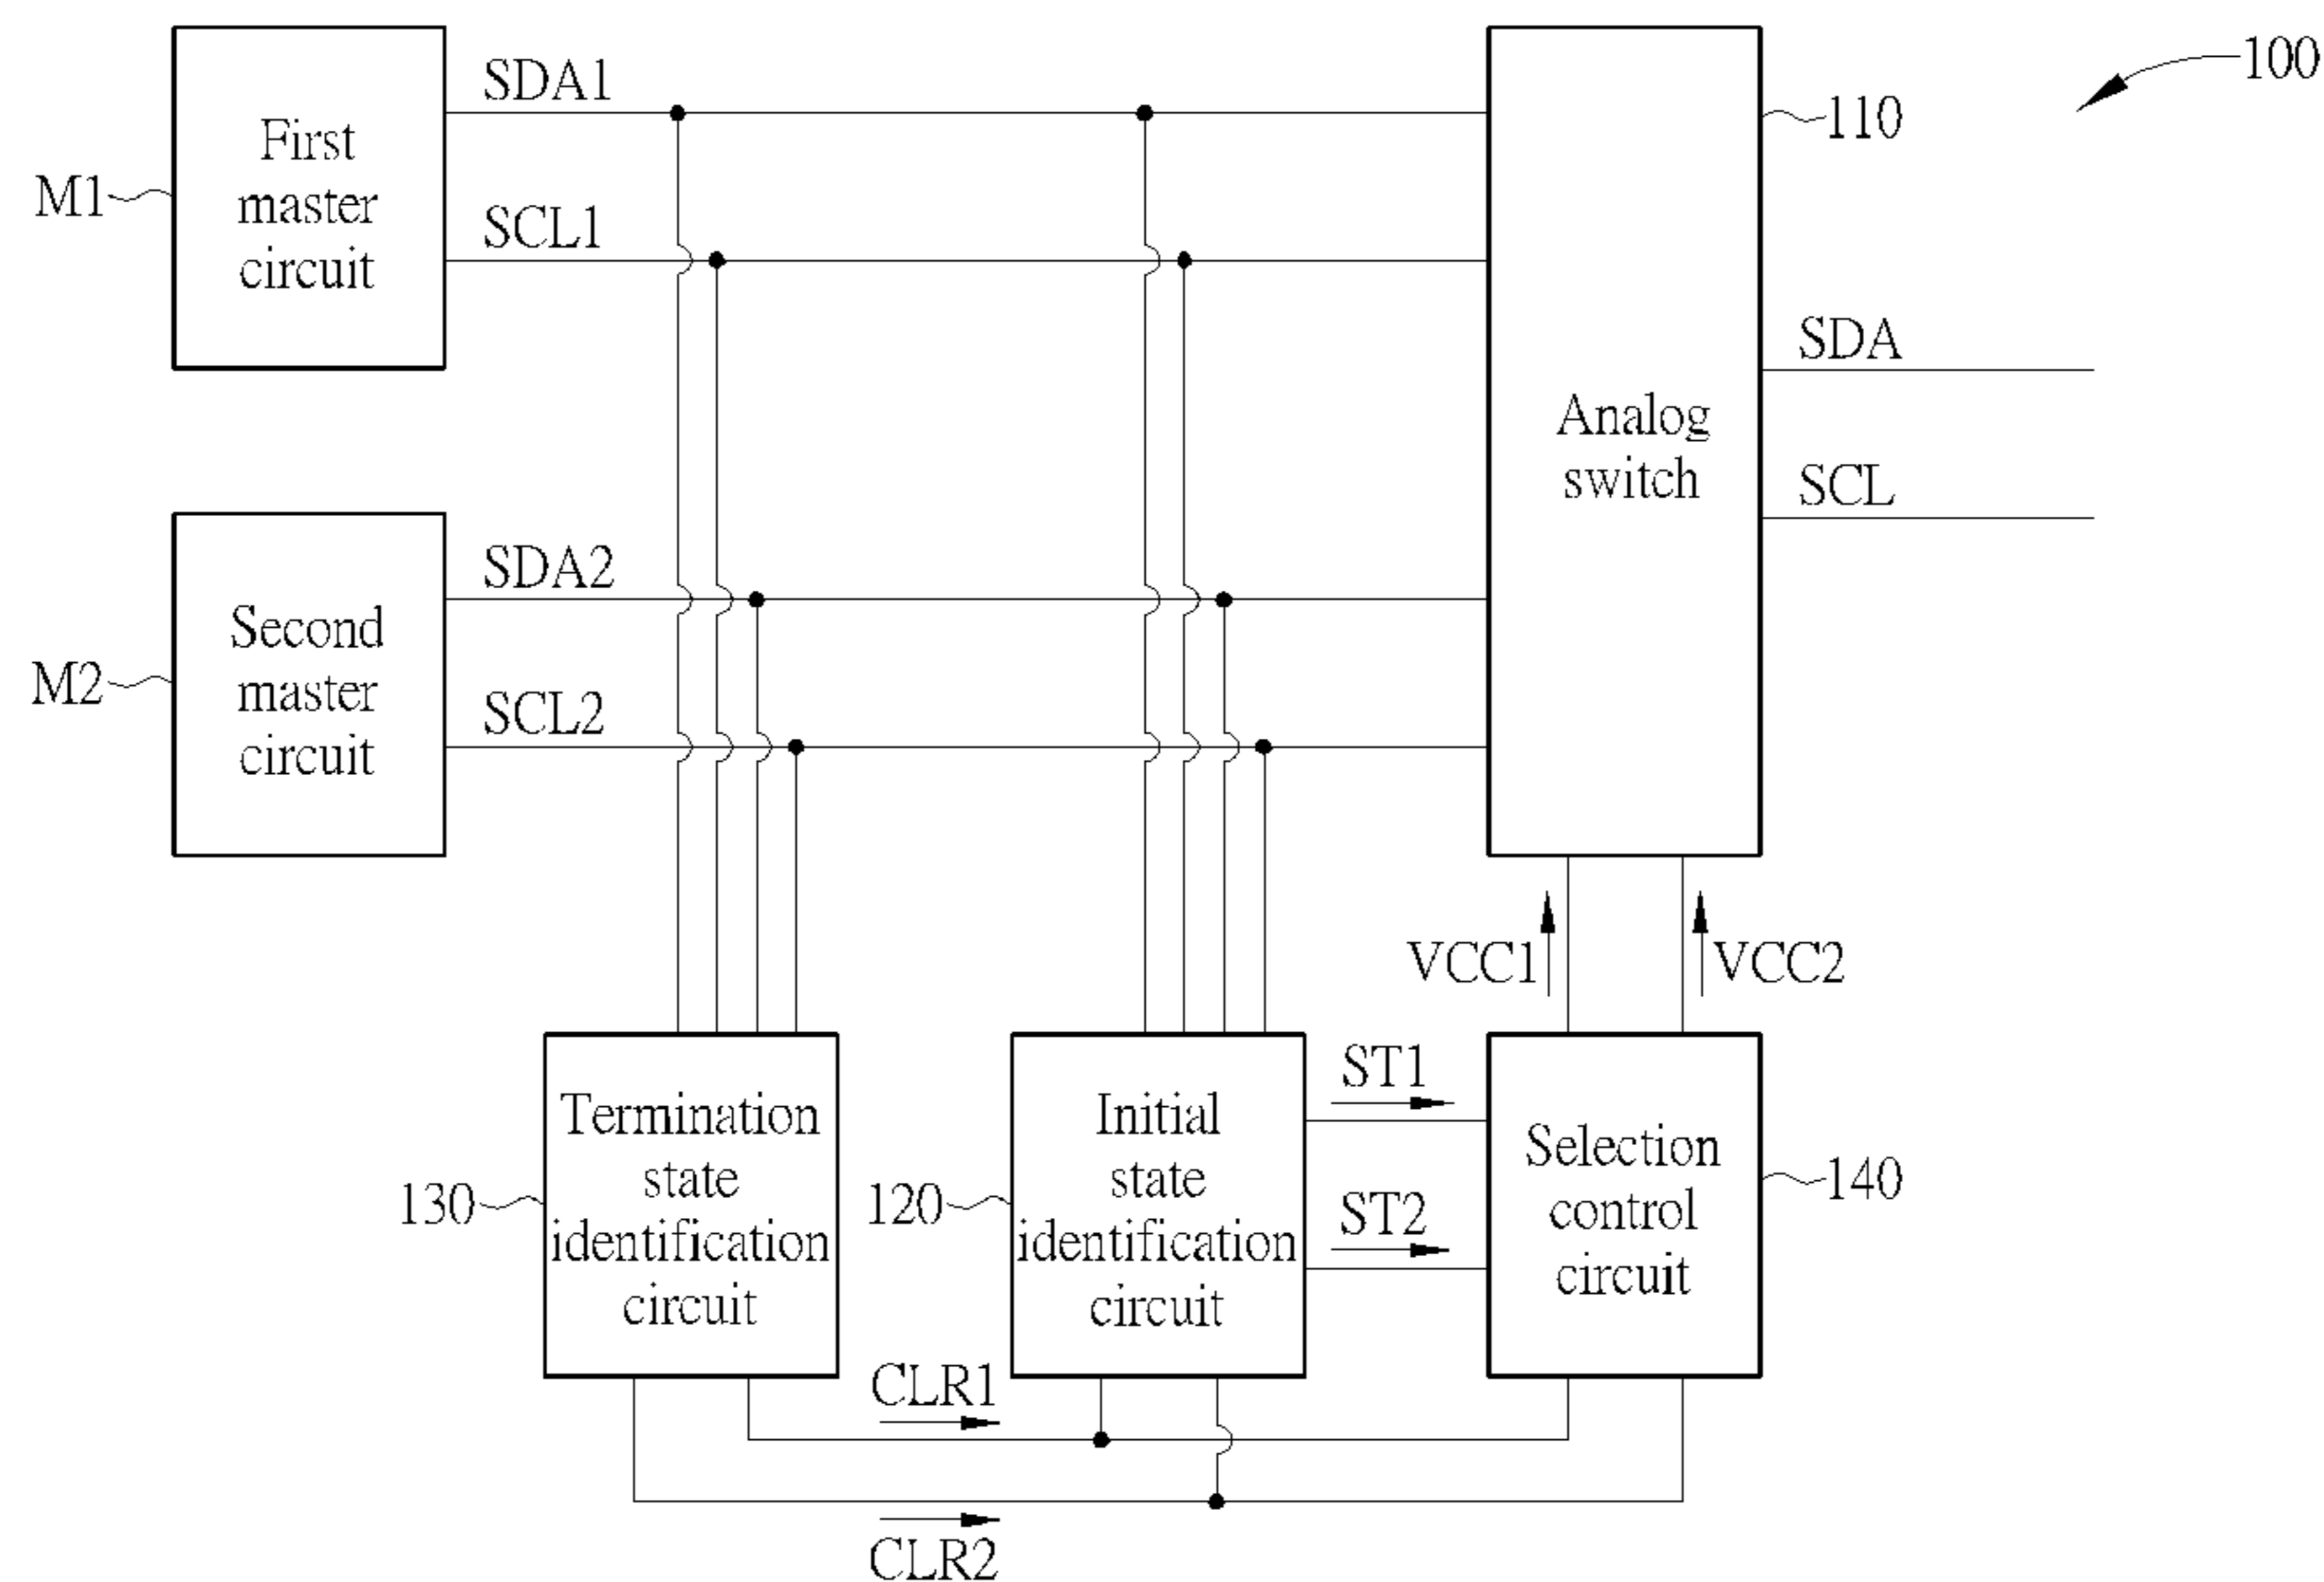 100
SDA1
110
First
master
circuit
M1
SCL1
SDA
Analog
switch
SCL
SDA2
Second
master
circuit
M2
SCL2
VCC1
VCC2
ST1
Termination
state
identification
circuit
130
Initial
state
identification
circuit
120
ST2
Selection
control
circuit
140
CLR1
CLR2